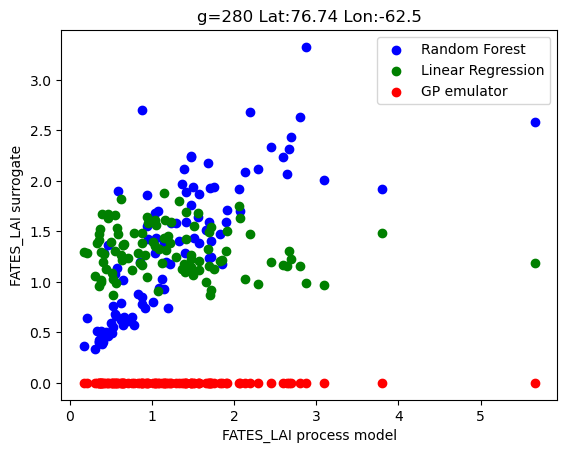 g=280 Lat:76.74 Lon:-62.5
Random Forest
Linear Regression
GP emulator
FATES_LAI surrogate
3.0
2.5
2.0
1.5
1.0
0.5
0.0
0
1
2
3
4
5
FATES_LAI process model